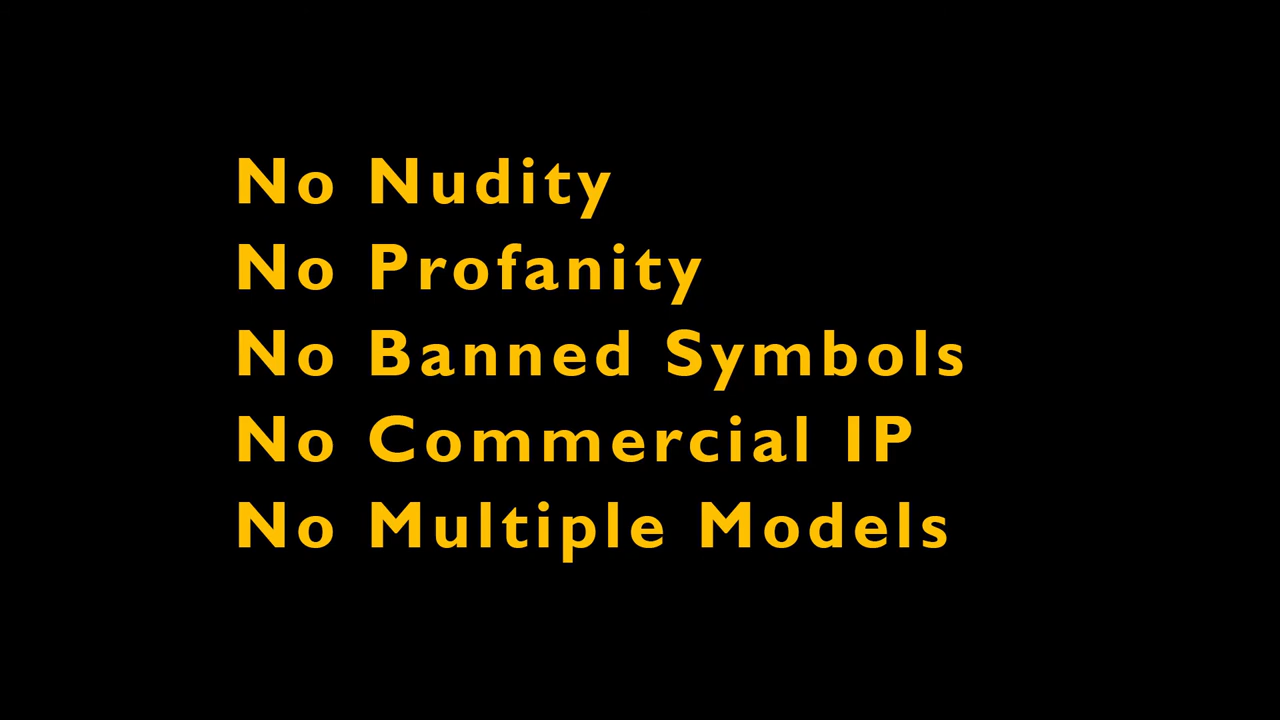 No Nudity
No Profanity
No Banned Symbols
No Commercial IP
No Multiple Models